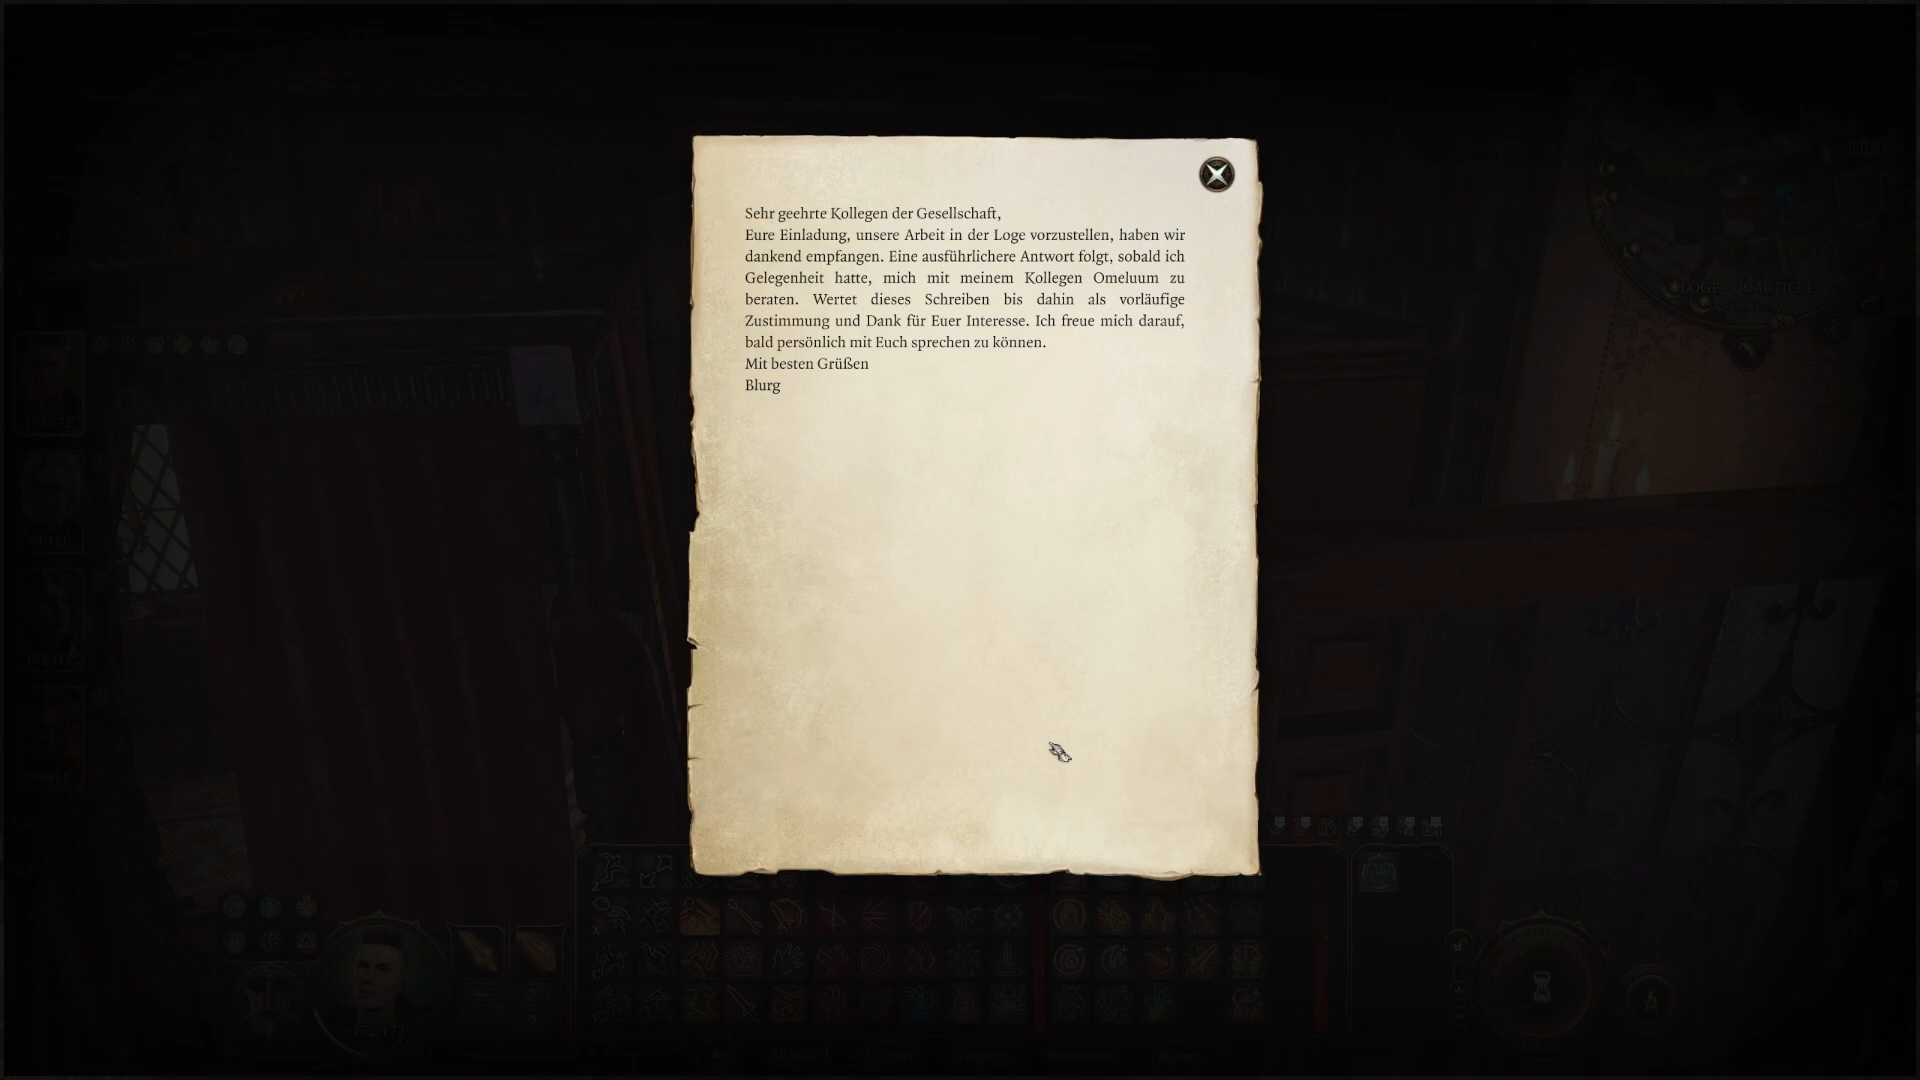 Sehr geehrte Kollegen der Gesellschaft,
Eure Einladung, unsere Arbeit in der Loge vorzustellen, haben wir
dankend empfangen. Eine ausführlichere Antwort folgt, sobald ich
Gelegenheit hatte, mich mit meinem Kollegen Omeluum zu
beraten. Wertet dieses Schreiben bis dahin als vorläufige
Zustimmung und Dank für Euer Interesse. Ich freue mich darauf,
bald persönlich mit Euch sprechen zu können.
Mit besten Grüßen
Blurg
172/172